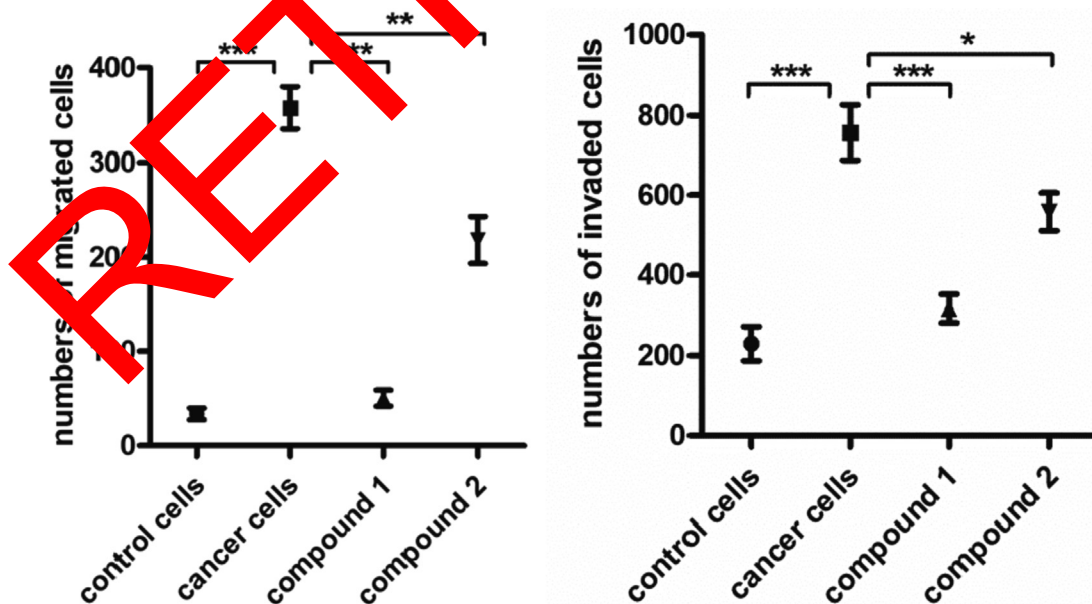 RET
**
***
numbers of migrated cells
400
300
200
0
control cells
cancer cells
compound 1
compound 2
*
***
***
numbers of invaded cells
1000
800
600
400
200
0
control cells
cancer cells
compound 1
compound 2